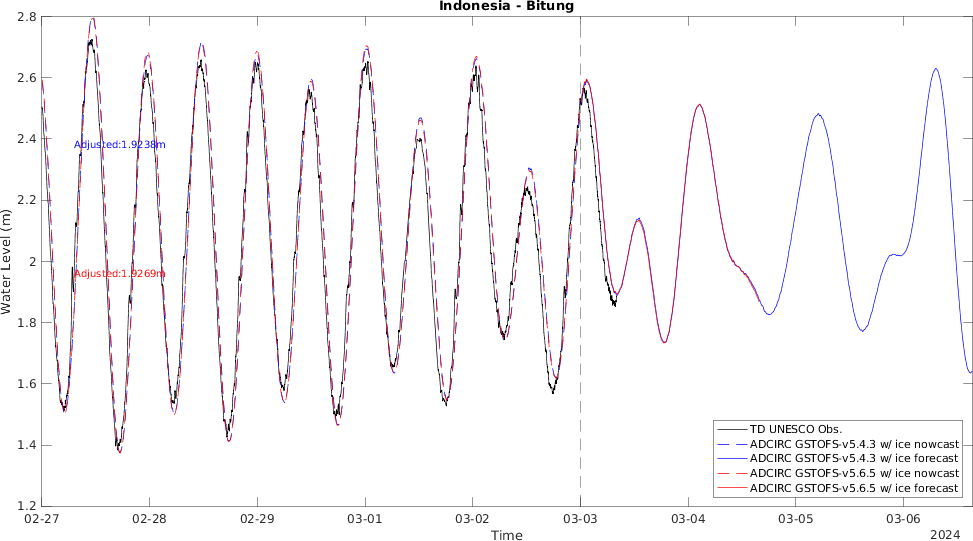 Indonesia - Bitung
Water Level (m)
2.8
2.6
2.4
2.2
2
1.8
1.6
1.4
1.2
Adjusted:1.9238m
Adjusted:1.9269m
TD UNESCO Obs.
ADCIRC GSTOFS-v5.4.3 w/ ice nowcast
ADCIRC GSTOFS-v5.4.3 w/ ice forecast
ADCIRC GSTOFS-v5.6.5 w/ ice nowcast
ADCIRC GSTOFS-v5.6.5 w/ ice forecast
02-27 02-28 02-29 03-01 03-02 03-03 03-04 03-05 03-06
Time
2024